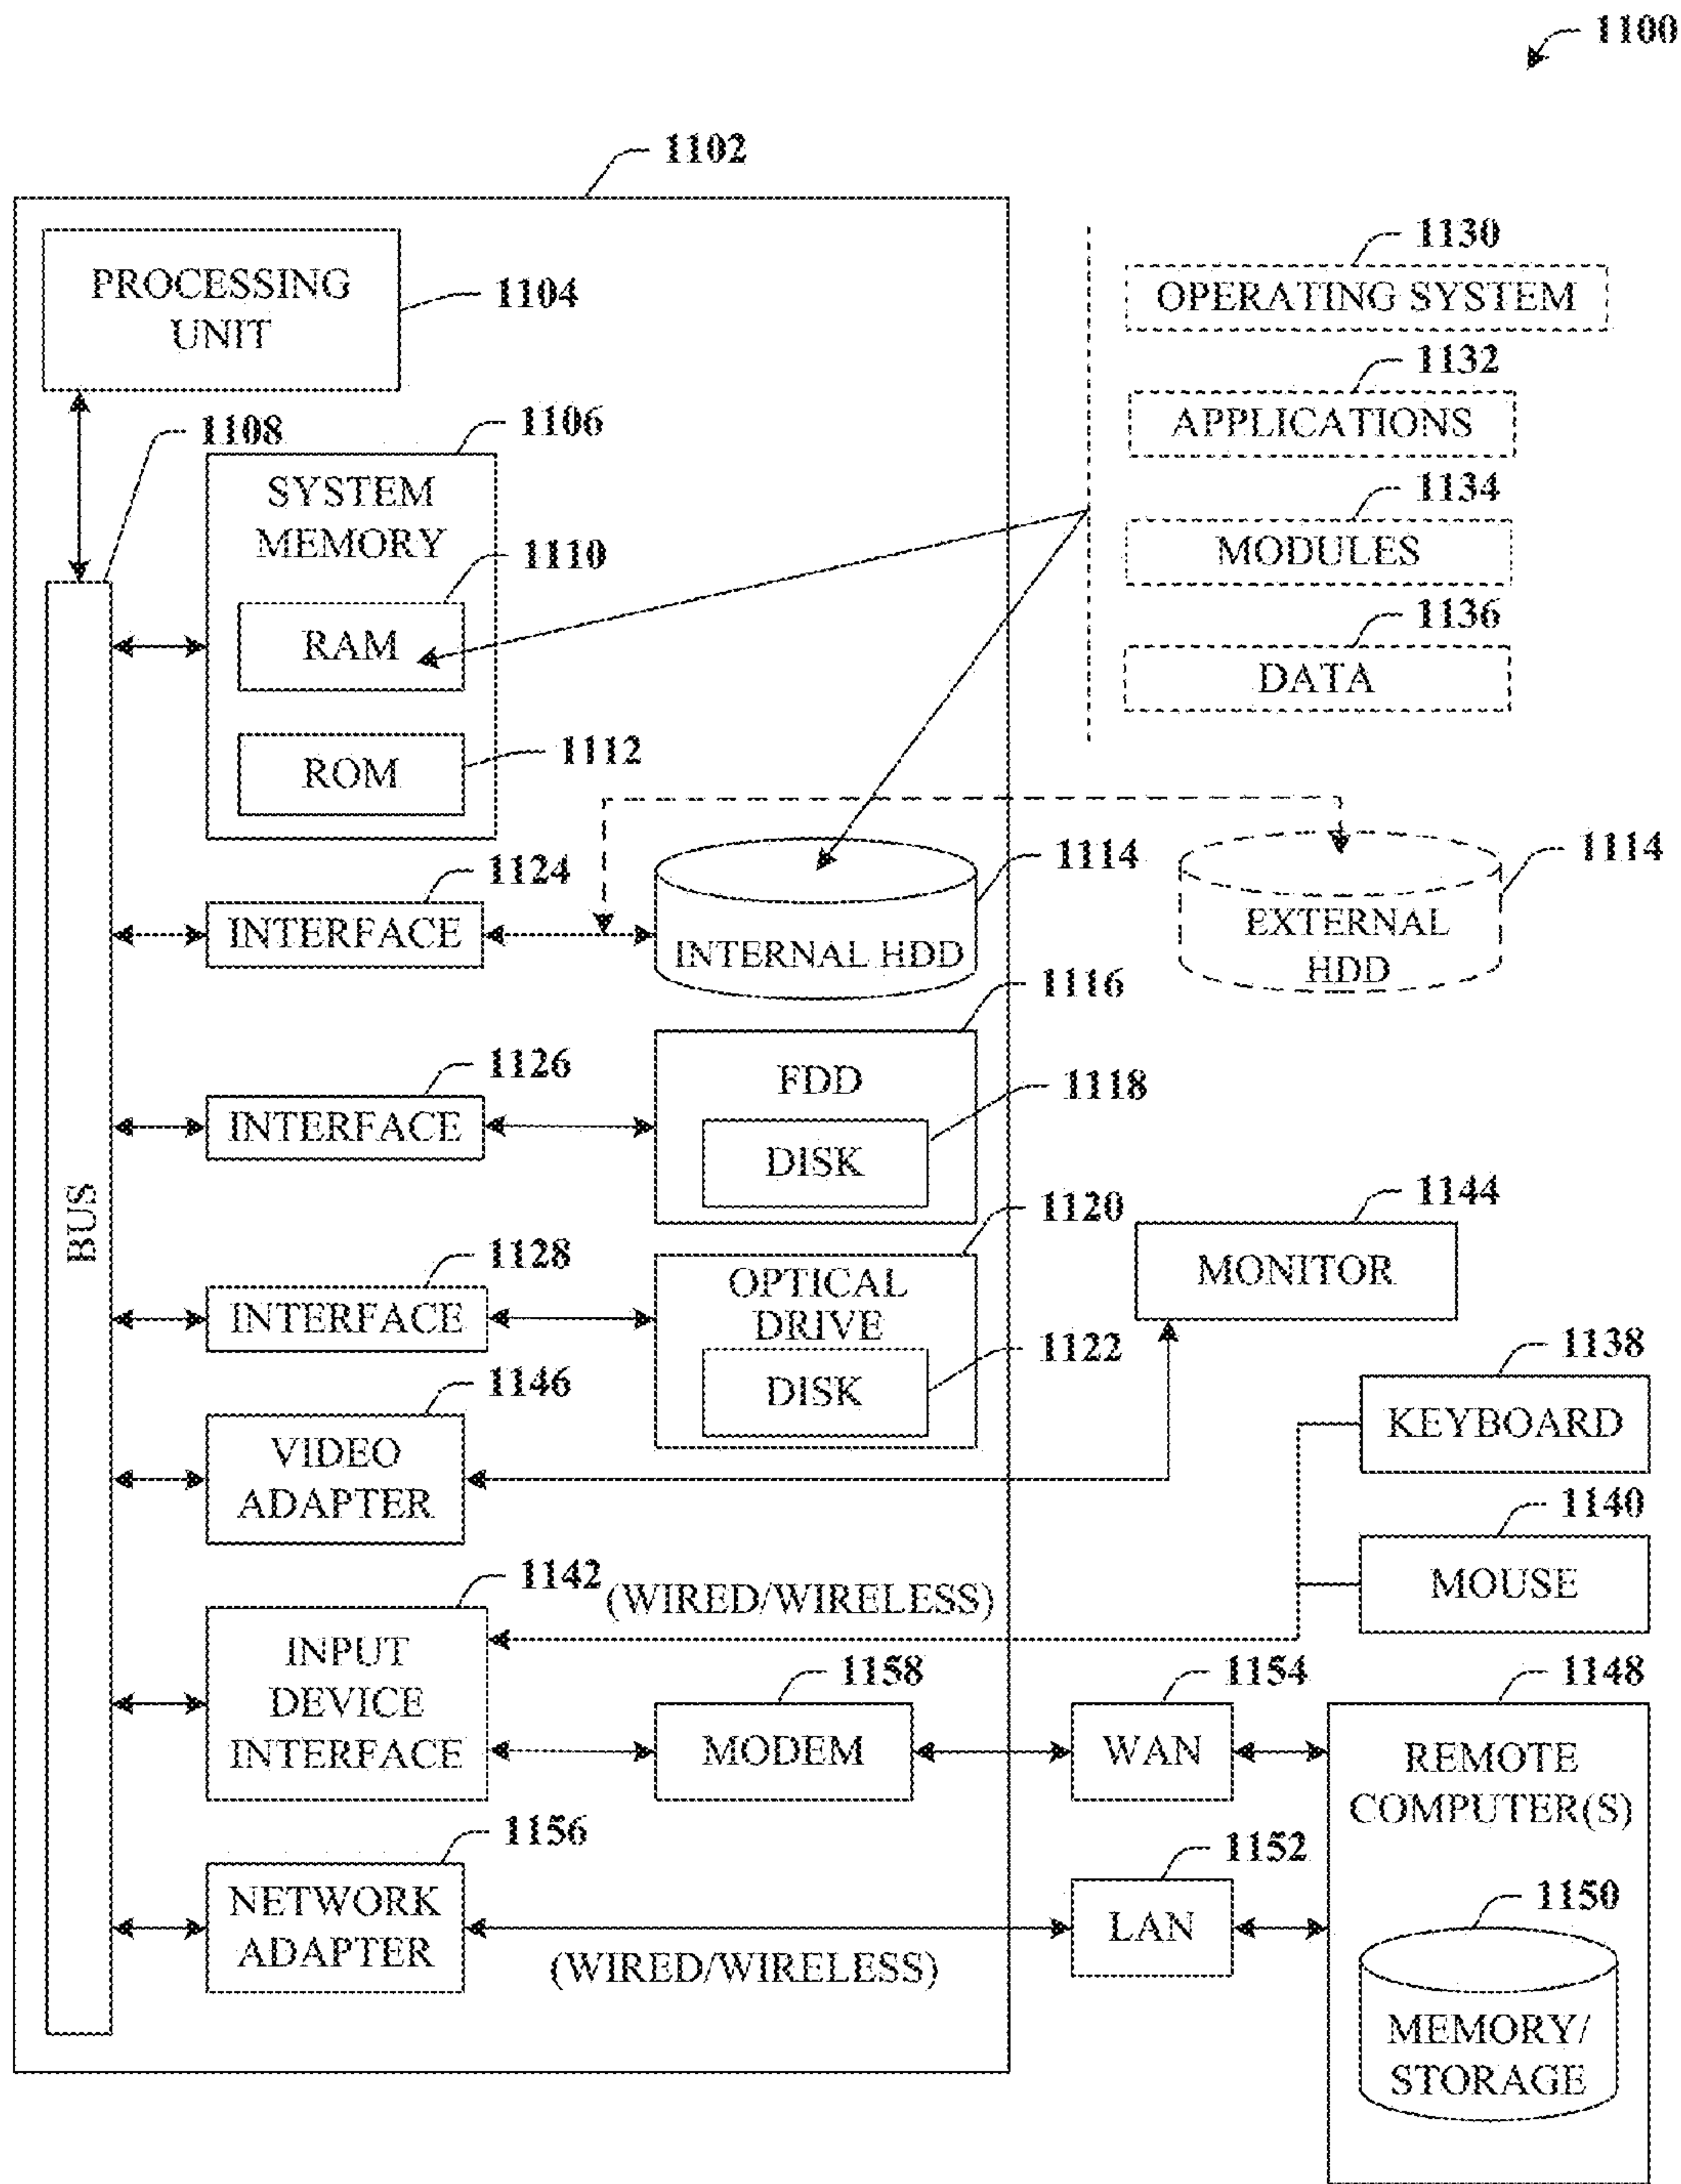 1100
1102
PROCESSING
UNIT
1104
1130
OPERATING SYSTEM
1132
APPLICATIONS
1134
MODULES
1136
DATA
1108
1106
SYSTEM
MEMORY
1110
RAM
1112
ROM
1124
INTERFACE
1114
INTERNAL HDD
1114
EXTERNAL
HDD
1126
INTERFACE
1116
FDD
1118
DISK
BUS
1128
INTERFACE
1120
OPTICAL
DRIVE
1122
DISK
1144
MONITOR
1146
VIDEO
ADAPTER
1138
KEYBOARD
1140
MOUSE
1142
(WIRED/WIRELESS)
INPUT
DEVICE
INTERFACE
1158
MODEM
1154
WAN
1148
REMOTE
COMPUTER(S)
1156
NETWORK
ADAPTER
(WIRED/WIRELESS)
1152
LAN
1150
MEMORY/
STORAGE